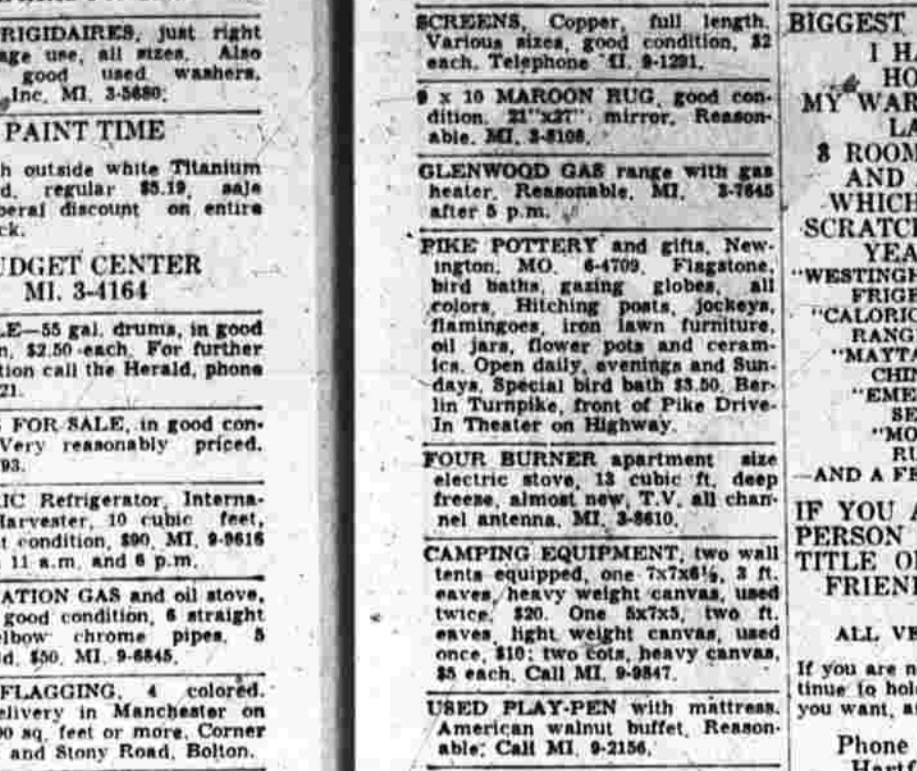 RIGIDAIRES, just right
age use, all sizes. Also
good used washers.
Inc. MI. 3-5680.
PAINT TIME
h outside white Titanium
d, regular $5.19, sale
beral discount on entire
ck.
UDGET CENTER
MI. 3-4164
LE—55 gal. drums, in good
n, $2.50 each. For further
tion call the Herald, phone
21.
FOR SALE, in good con-
Very reasonably priced.
93.
IC Refrigerator, Interna-
Harvester, 10 cubic feet,
t condition, $90. MI. 9-9616
11 a.m. and 6 p.m.
ATION GAS and oil stove,
good condition, 6 straight
elbow chrome pipes, 5
ld. $50. MI. 9-6845.
FLAGGING, 4 colored.
elivery in Manchester on
00 sq. feet or more. Corner
and Stony Road, Bolton.
SCREENS, Copper, full length.
Various sizes, good condition, $2
each. Telephone 9-1291.
9 x 10 MAROON RUG, good con-
dition. 21"x27" mirror. Reason-
able. MI. 3-8108.
GLENWOOD GAS range with gas
heater. Reasonable. MI. 3-7645
after 5 p.m.
PIKE POTTERY and gifts, New-
ington. MO. 6-4709. Flagstone,
bird baths, gazing globes, all
colors, Hitching posts, jockeys,
flamingoes, iron lawn furniture,
oil jars, flower pots and ceram-
ics. Open daily, evenings and Sun-
days. Special bird bath $3.50. Ber-
lin Turnpike, front of Pike Drive-
In Theater on Highway.
FOUR BURNER apartment size
electric stove, 13 cubic ft. deep
freeze, almost new, T.V. all chan-
nel antenna. MI. 3-8610.
CAMPING EQUIPMENT, two wall
tents equipped, one 7x7x6½, 3 ft.
eaves, heavy weight canvas, used
twice, $20. One 5x7x5, two ft.
eaves, light weight canvas, used
once, $10; two cots, heavy canvas,
$5 each. Call MI. 9-9847.
USED PLAY-PEN with mattress.
American walnut buffet. Reason-
able. Call MI. 9-2156.
BIGGEST
I HA
HO
MY WAR
LA
3 ROOM
AND
WHICH
SCRATCH
YEA
"WESTINGH
FRIGE
"CALORIC
RANG
"MAYTA
CHIN
"EME
SE
"MO
RU
—AND A FR
IF YOU A
PERSON
TITLE O
FRIEN
ALL VE
If you are n
tinue to hol
you want, a
Phone
Hartf